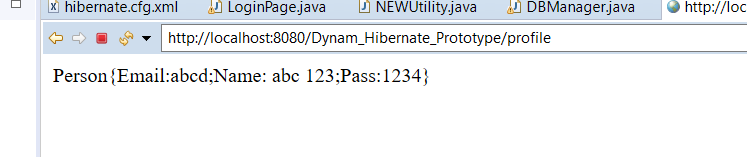 hibernate.cfg.xml LoginPage.java NEWUtility.java DBManager.java http://loc
http://localhost:8080/Dynam_Hibernate_Prototype/profile
Person{Email:abcd;Name: abc 123;Pass:1234}